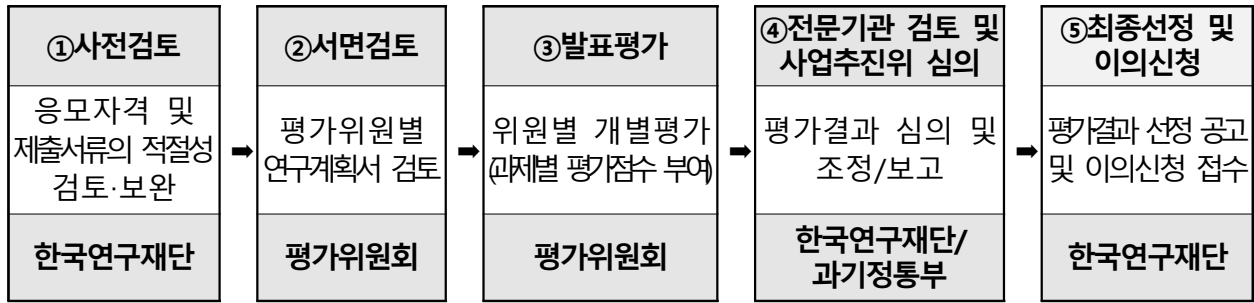 ①사전검토
응모자격 및
제출서류의 적절성
검토·보완
한국연구재단
➡
②서면검토
평가위원별
연구계획서 검토
평가위원회
➡
③발표평가
위원별 개별평가
(과제별 평가점수 부여)
평가위원회
➡
④전문기관 검토 및
사업추진위 심의
평가결과 심의 및
조정/보고
한국연구재단/
과기정통부
➡
⑤최종선정 및
이의신청
평가결과 선정 공고
및 이의신청 접수
한국연구재단